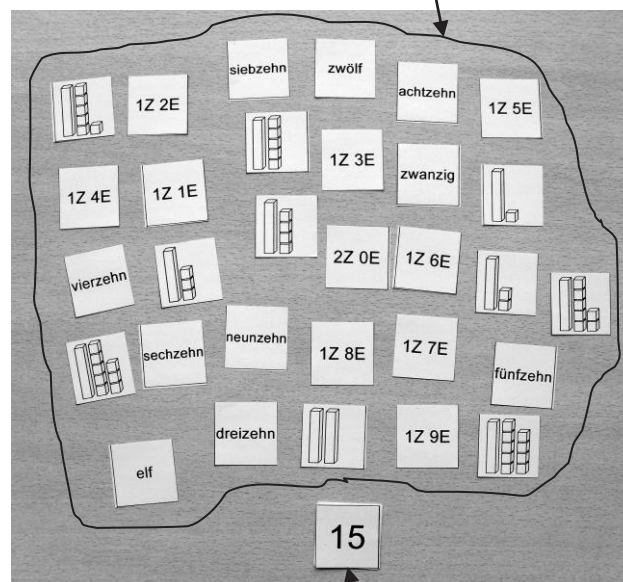 siebzehn
zwölf
achtzehn
1Z 2E
1Z 5E
1Z 3E
zwanzig
1Z 4E
1Z 1E
2Z 0E
1Z 6E
vierzehn
sechzehn
neunzehn
1Z 8E
1Z 7E
fünfzehn
dreizehn
1Z 9E
elf
15